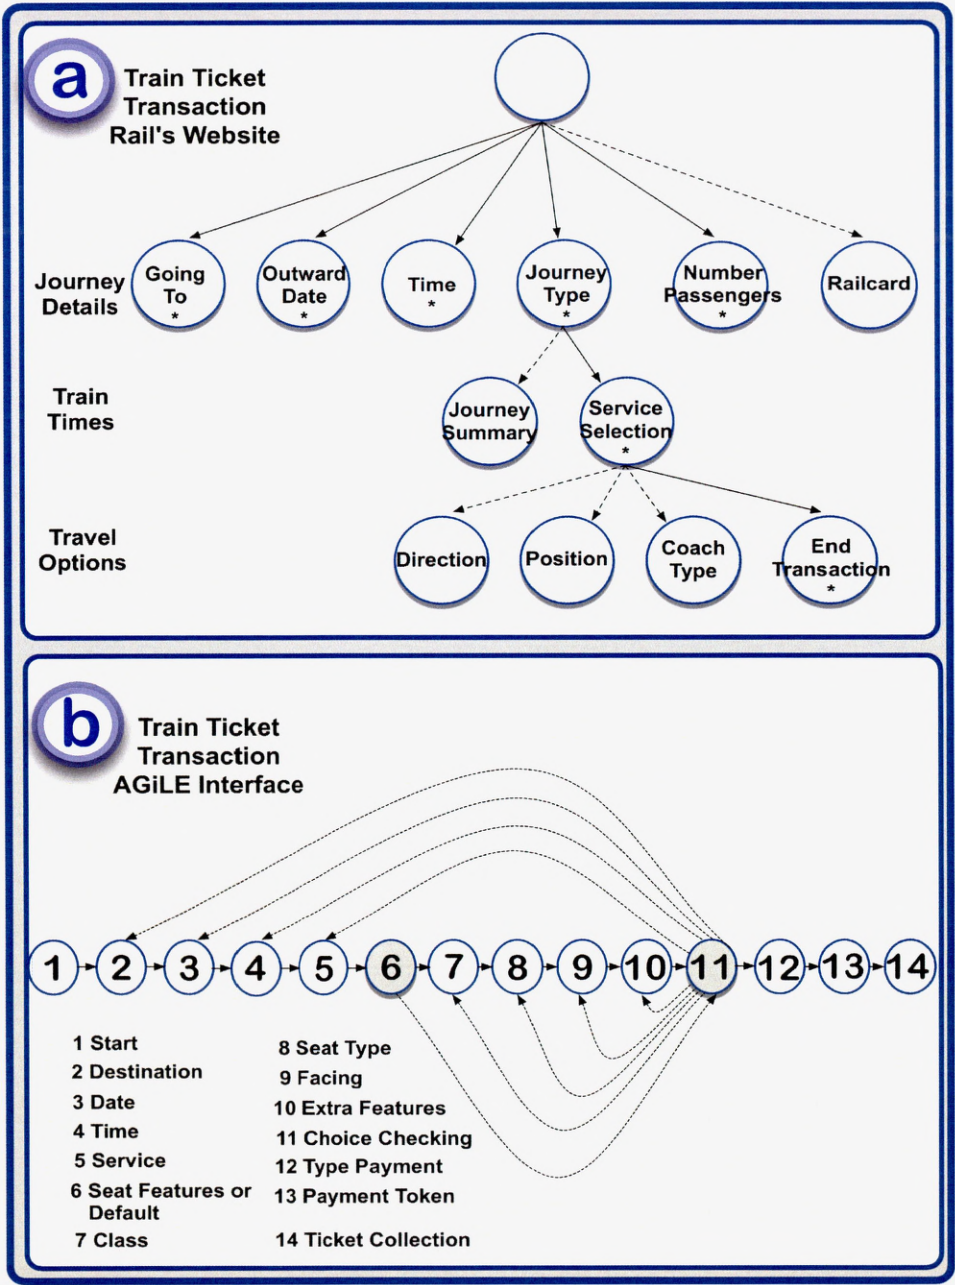 a
Train Ticket
Transaction
Rail's Website
Journey
Details
Going
To
*
Outward
Date
*
Time
*
Journey
Type
*
Number
Passengers
*
Railcard
Train
Times
Journey
Summary
Service
Selection
*
Travel
Options
Direction
Position
Coach
Type
End
Transaction
*
b
Train Ticket
Transaction
AGiLE Interface
1 2 3 4 5 6 7 8 9 10 11 12 13 14
1 Start
2 Destination
3 Date
4 Time
5 Service
6 Seat Features or
Default
7 Class
8 Seat Type
9 Facing
10 Extra Features
11 Choice Checking
12 Type Payment
13 Payment Token
14 Ticket Collection